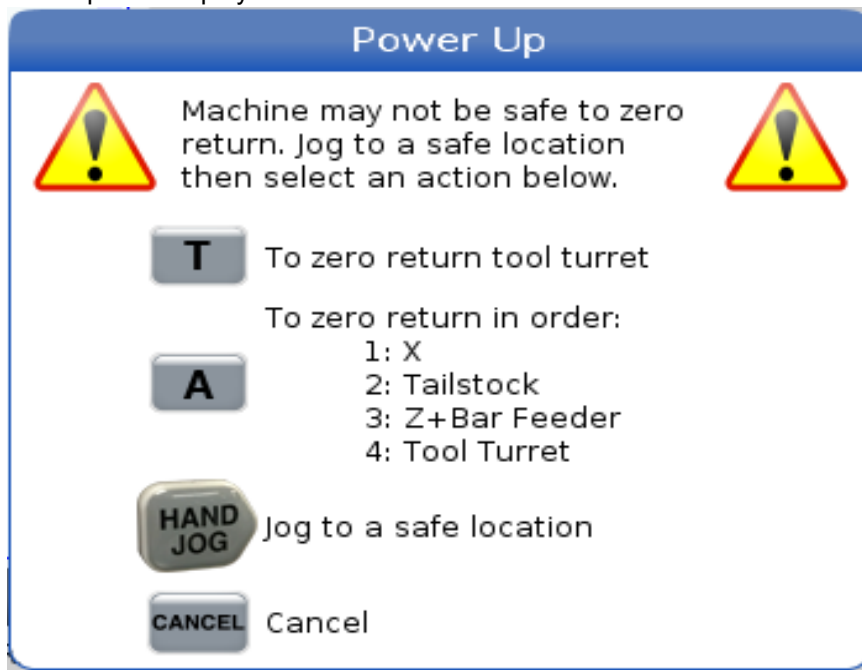 Power Up
Machine may not be safe to zero
return. Jog to a safe location
then select an action below.
T To zero return tool turret
To zero return in order:
1: X
A
2: Tailstock
3: Z+Bar Feeder
4: Tool Turret
HAND
JOG
Jog to a safe location
CANCEL Cancel